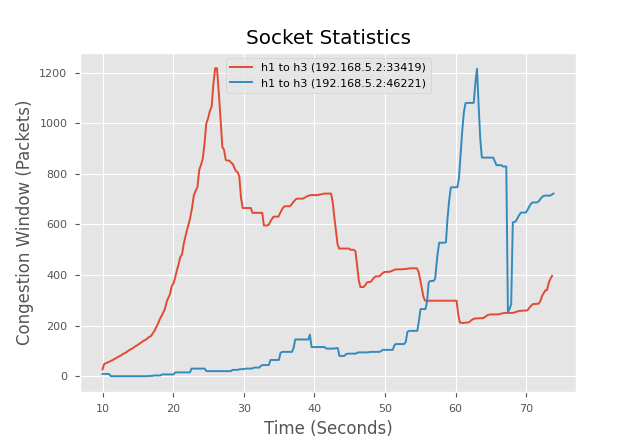 Socket Statistics
h1 to h3 (192.168.5.2:33419)
h1 to h3 (192.168.5.2:46221)
Congestion Window (Packets)
1200
1000
800
600
400
200
0
10 20 30 40 50 60 70
Time (Seconds)